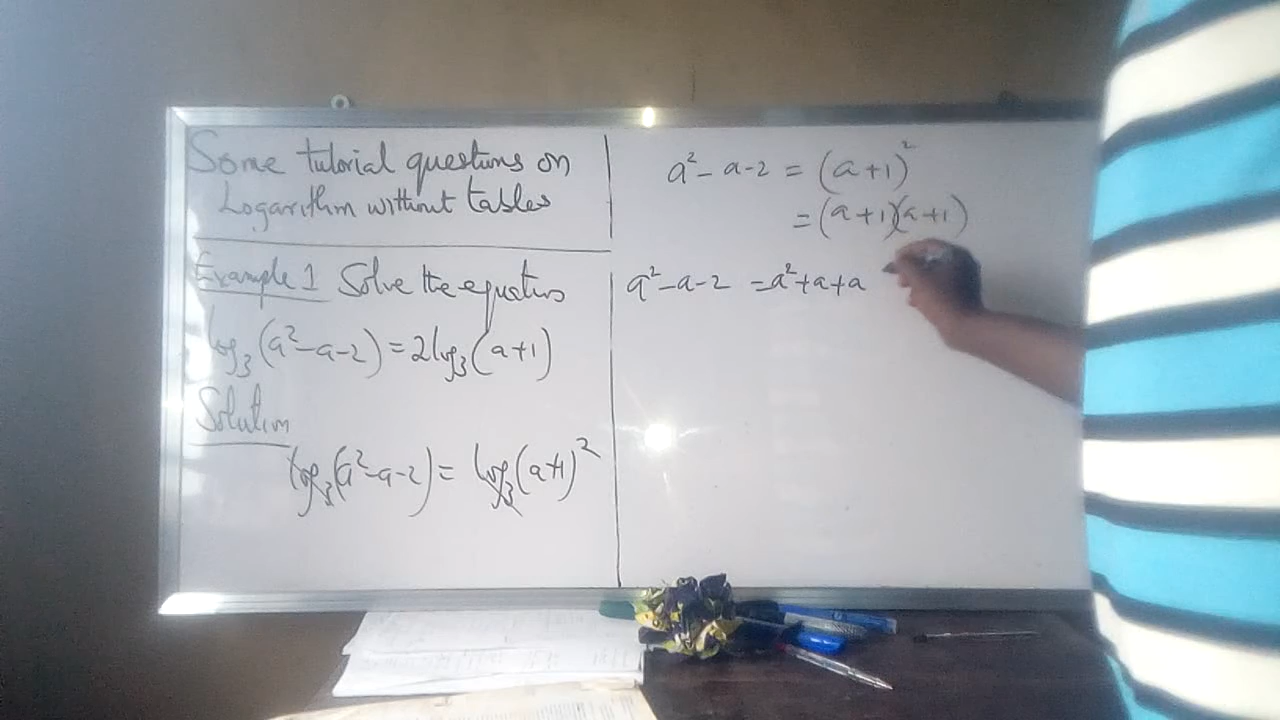 Some tutorial questions on
Logarithm without tables
Example 1 Solve the equation
log₃(a²-a-2)=2log₃(a+1)
Solution
log₃(a²-a-2)= log₃(a+1)²
a²-a-2 = (a+1)²
= (a+1)(a+1)
a²-a-2 =a²+a+a